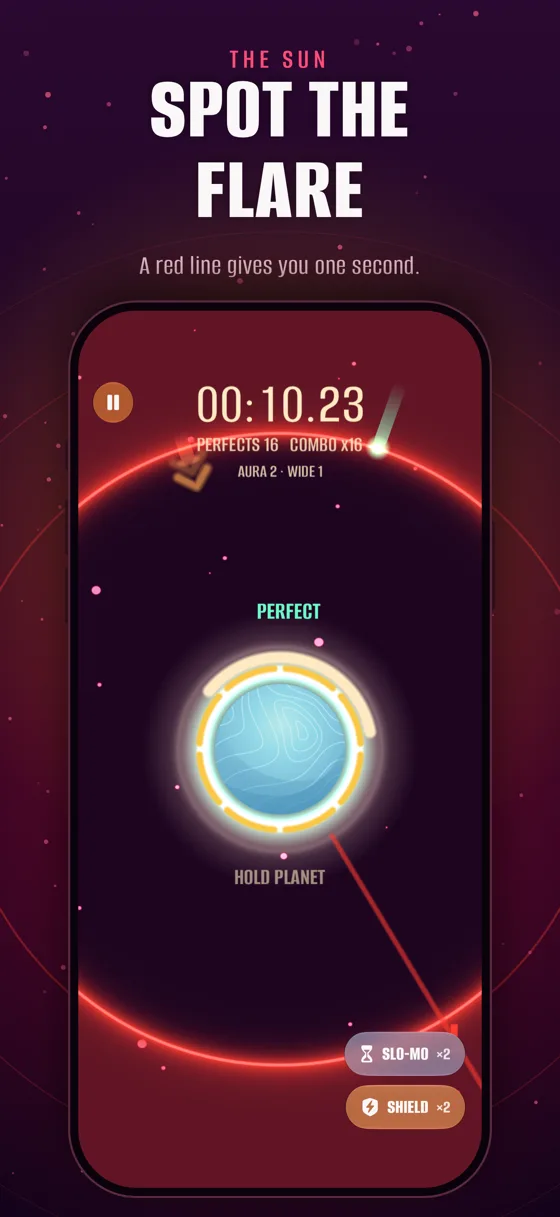 THE SUN
SPOT THE
FLARE
A red line gives you one second.
00:10.23
PERFECTS 16 COMBO x16
AURA 2 · WIDE 1
PERFECT
HOLD PLANET
SLO-MO ×2
SHIELD ×2